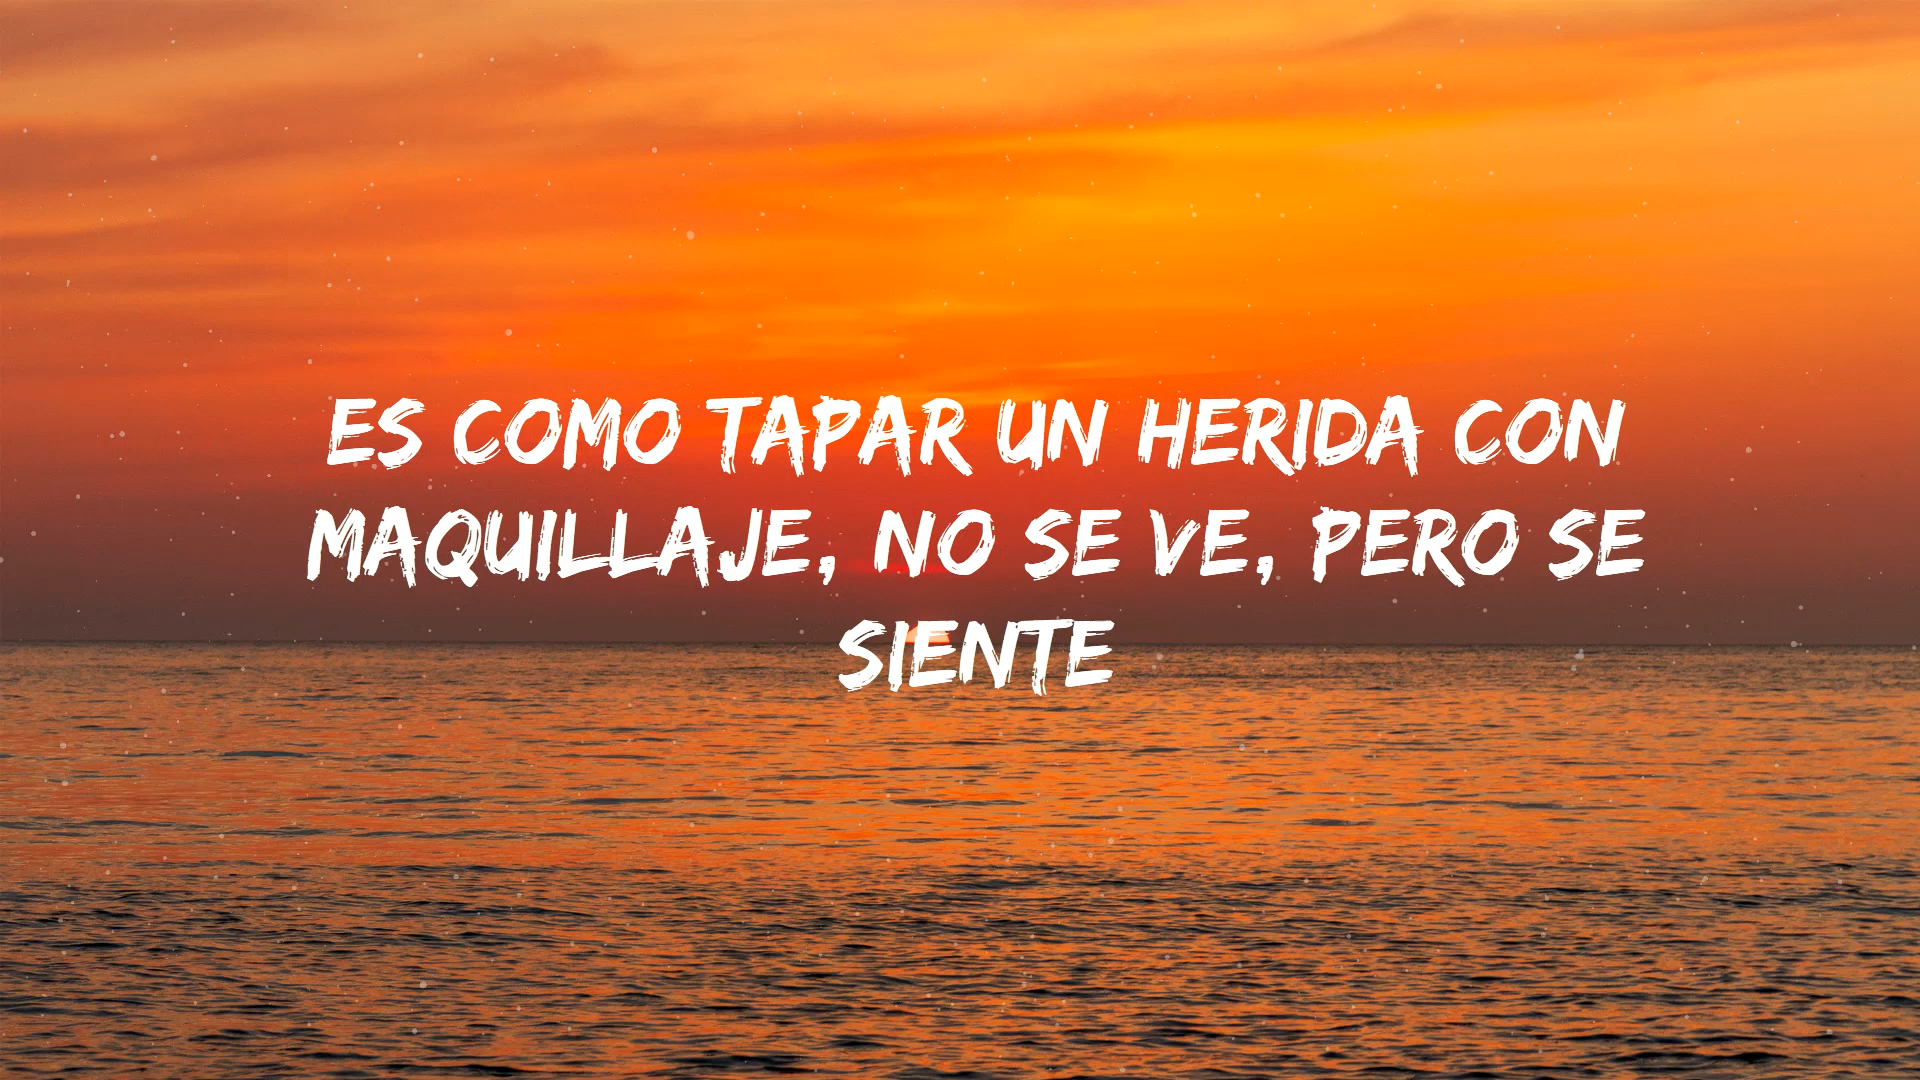 ES COMO TAPAR UN HERIDA CON
MAQUILLAJE, NO SE VE, PERO SE
SIENTE